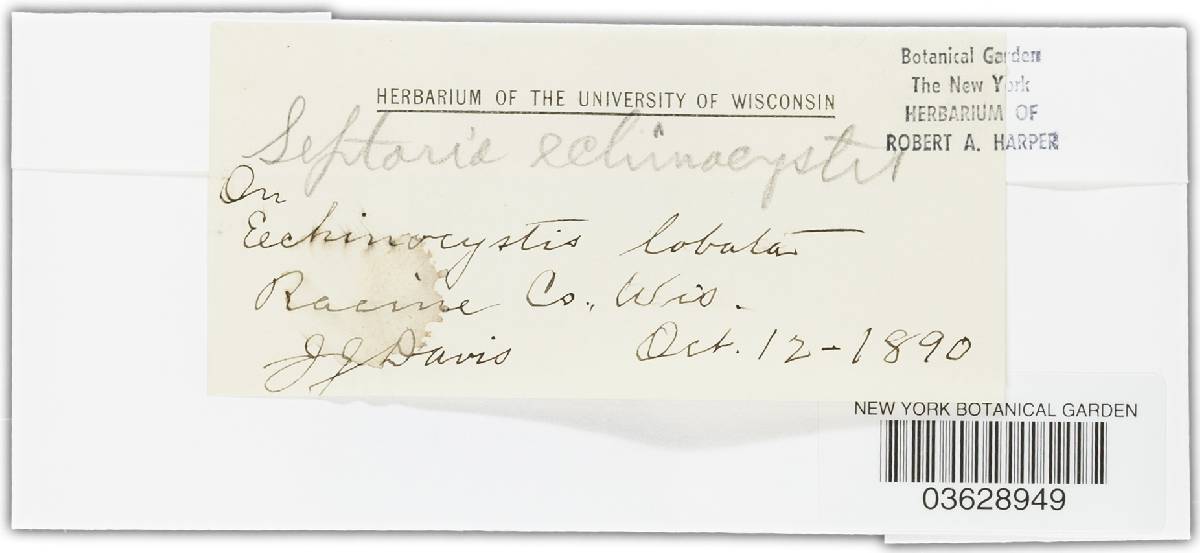 Botanical Garden
The New York
HERBARIUM OF
ROBERT A. HARPER
HERBARIUM OF THE UNIVERSITY OF WISCONSIN
Septoria echinocystis
On
Echinocystis lobata
Racine Co., Wis.
JJ Davis Oct. 12-1890
NEW YORK BOTANICAL GARDEN
03628949